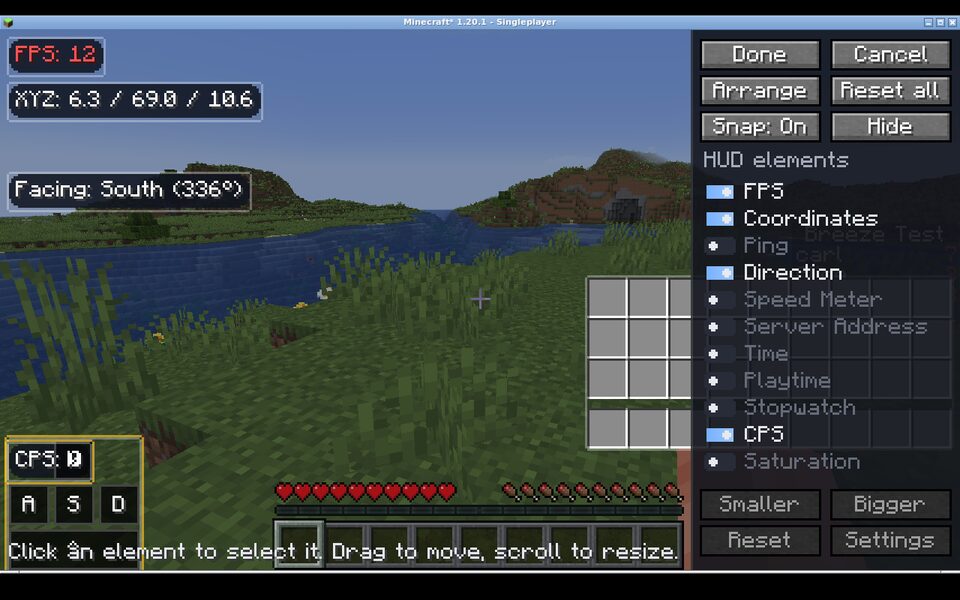 Minecraft* 1.20.1 - Singleplayer
FPS: 12
XYZ: 6.3 / 69.0 / 10.6
Facing: South (336°)
Done
Cancel
Arrange
Reset all
Snap: On
Hide
HUD elements
FPS
Coordinates
Breeze Test
Ping
carl
Direction
Speed Meter
Server Address
Time
Playtime
Stopwatch
CPS
Saturation
Smaller
Bigger
Reset
Settings
CPS: 0
A S D
Click an element to select it. Drag to move, scroll to resize.